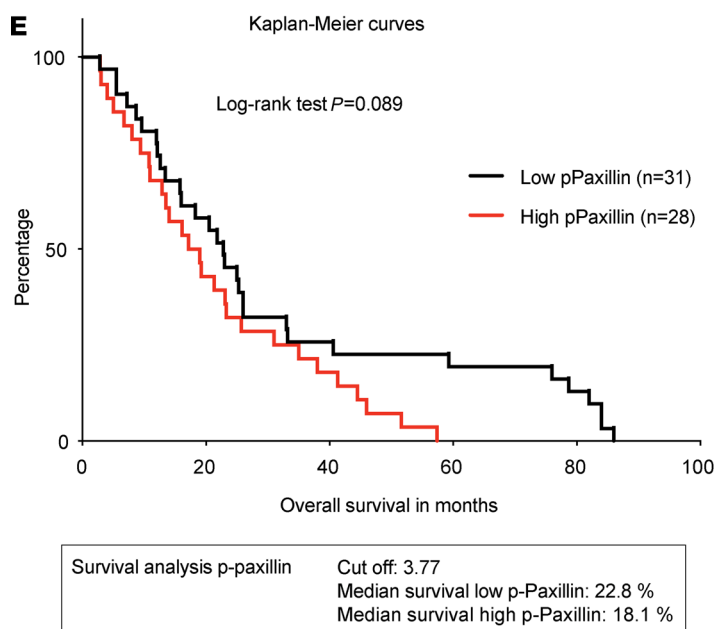 E
Kaplan-Meier curves
100
Log-rank test P=0.089
Low pPaxillin (n=31)
High pPaxillin (n=28)
Percentage
50
0
0 20 40 60 80 100
Overall survival in months
Survival analysis p-paxillin Cut off: 3.77
Median survival low p-Paxillin: 22.8 %
Median survival high p-Paxillin: 18.1 %